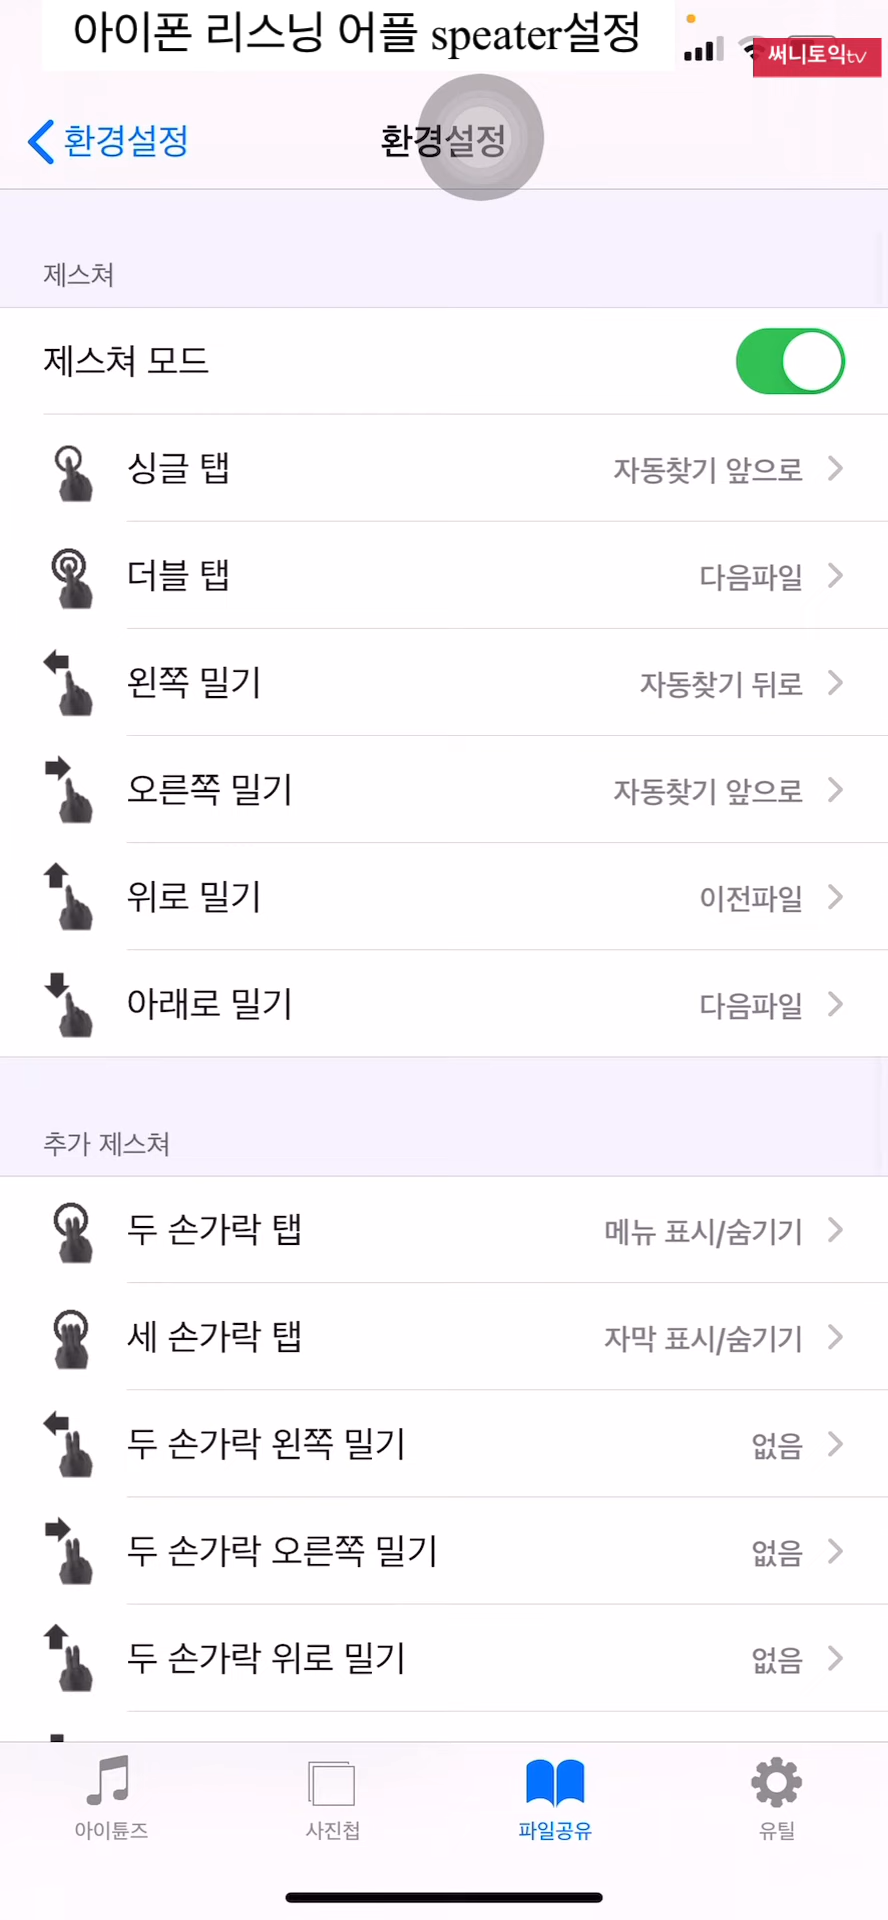 아이폰 리스닝 어플 speater설정
써니토익tv
환경설정
환경설정
제스쳐
제스쳐 모드
싱글 탭 자동찾기 앞으로
더블 탭 다음파일
왼쪽 밀기 자동찾기 뒤로
오른쪽 밀기 자동찾기 앞으로
위로 밀기 이전파일
아래로 밀기 다음파일
추가 제스쳐
두 손가락 탭 메뉴 표시/숨기기
세 손가락 탭 자막 표시/숨기기
두 손가락 왼쪽 밀기 없음
두 손가락 오른쪽 밀기 없음
두 손가락 위로 밀기 없음
아이튠즈 사진첩 파일공유 유틸